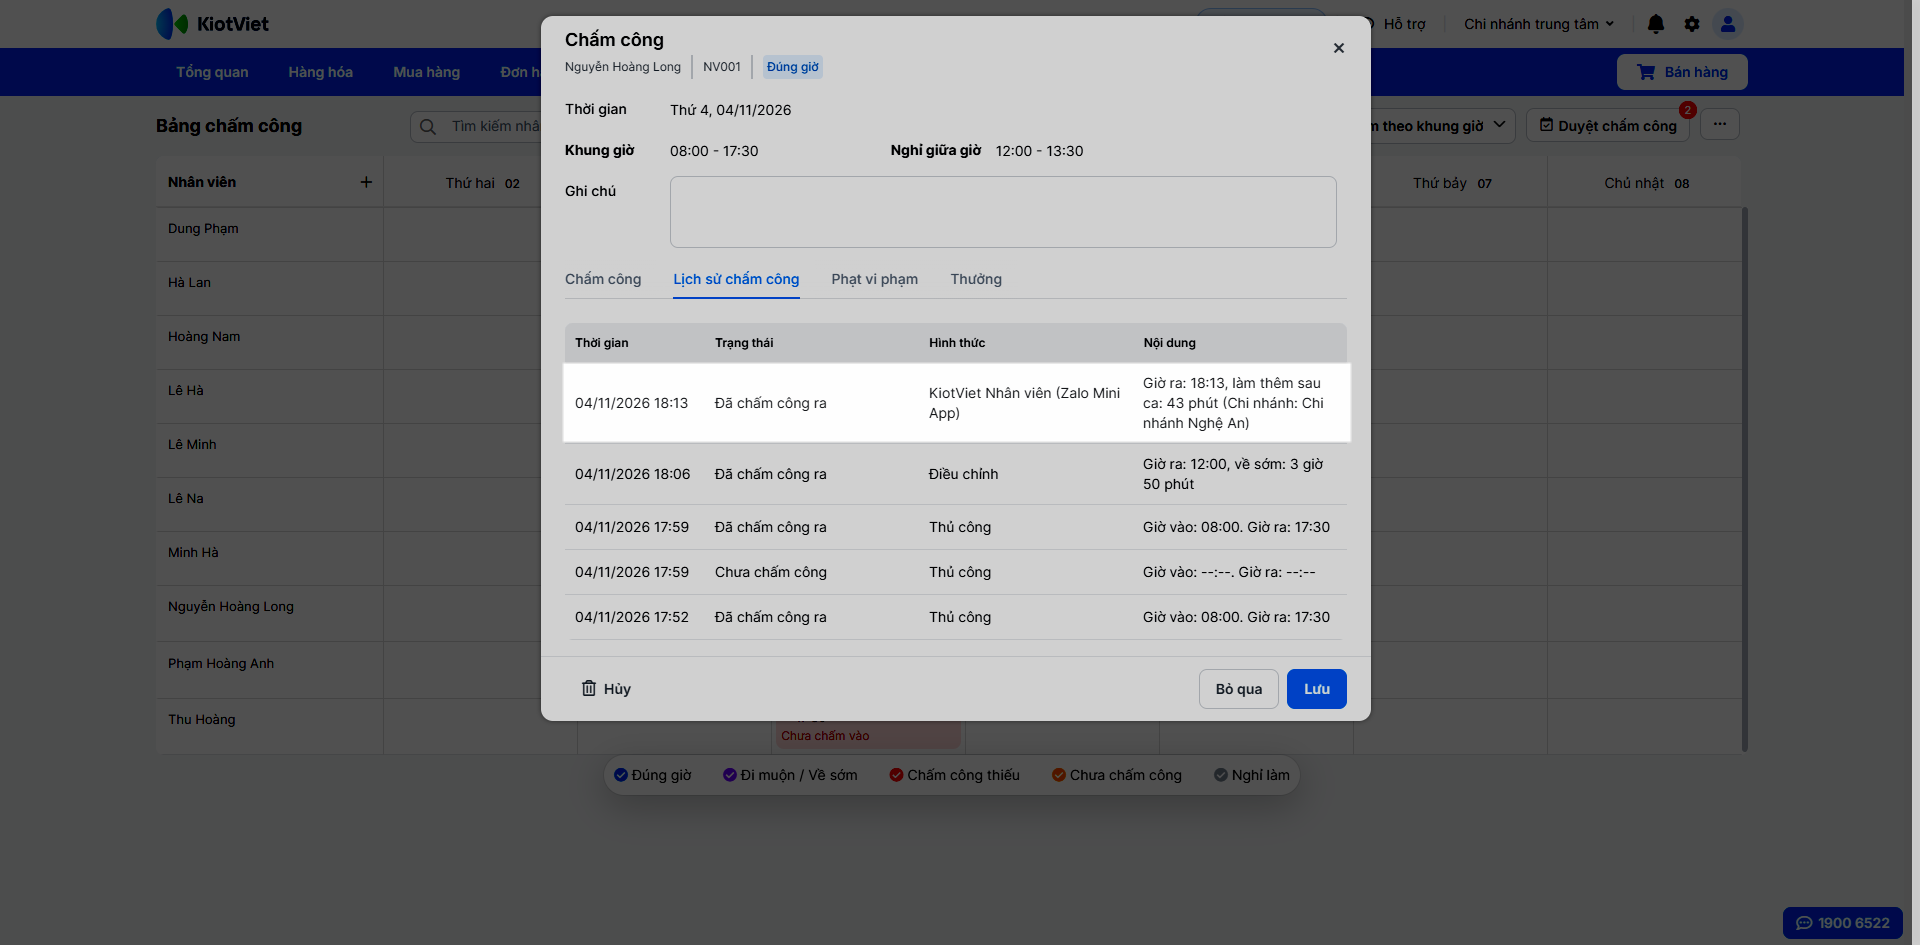 KiotViet
Hỗ trợ
Chi nhánh trung tâm
Tổng quan
Hàng hóa
Mua hàng
Đơn h
Bán hàng
Bảng chấm công
Tìm kiếm nhâ
m theo khung giờ
Duyệt chấm công
2
Nhân viên
Thứ hai 02
Thứ bảy 07
Chủ nhật 08
Dung Phạm
Hà Lan
Hoàng Nam
Lê Hà
Lê Minh
Lê Na
Minh Hà
Nguyễn Hoàng Long
Phạm Hoàng Anh
Thu Hoàng
Chấm công
Nguyễn Hoàng Long
NV001
Đúng giờ
Thời gian
Thứ 4, 04/11/2026
Khung giờ
08:00 - 17:30
Nghỉ giữa giờ
12:00 - 13:30
Ghi chú
Chấm công
Lịch sử chấm công
Phạt vi phạm
Thưởng
Thời gian
Trạng thái
Hình thức
Nội dung
04/11/2026 18:13
Đã chấm công ra
KiotViet Nhân viên (Zalo Mini
App)
Giờ ra: 18:13, làm thêm sau
ca: 43 phút (Chi nhánh: Chi
nhánh Nghệ An)
04/11/2026 18:06
Đã chấm công ra
Điều chỉnh
Giờ ra: 12:00, về sớm: 3 giờ
50 phút
04/11/2026 17:59
Đã chấm công ra
Thủ công
Giờ vào: 08:00. Giờ ra: 17:30
04/11/2026 17:59
Chưa chấm công
Thủ công
Giờ vào: --:--. Giờ ra: --:--
04/11/2026 17:52
Đã chấm công ra
Thủ công
Giờ vào: 08:00. Giờ ra: 17:30
Hủy
Bỏ qua
Lưu
Chưa chấm vào
Đúng giờ
Đi muộn / Về sớm
Chấm công thiếu
Chưa chấm công
Nghỉ làm
1900 6522